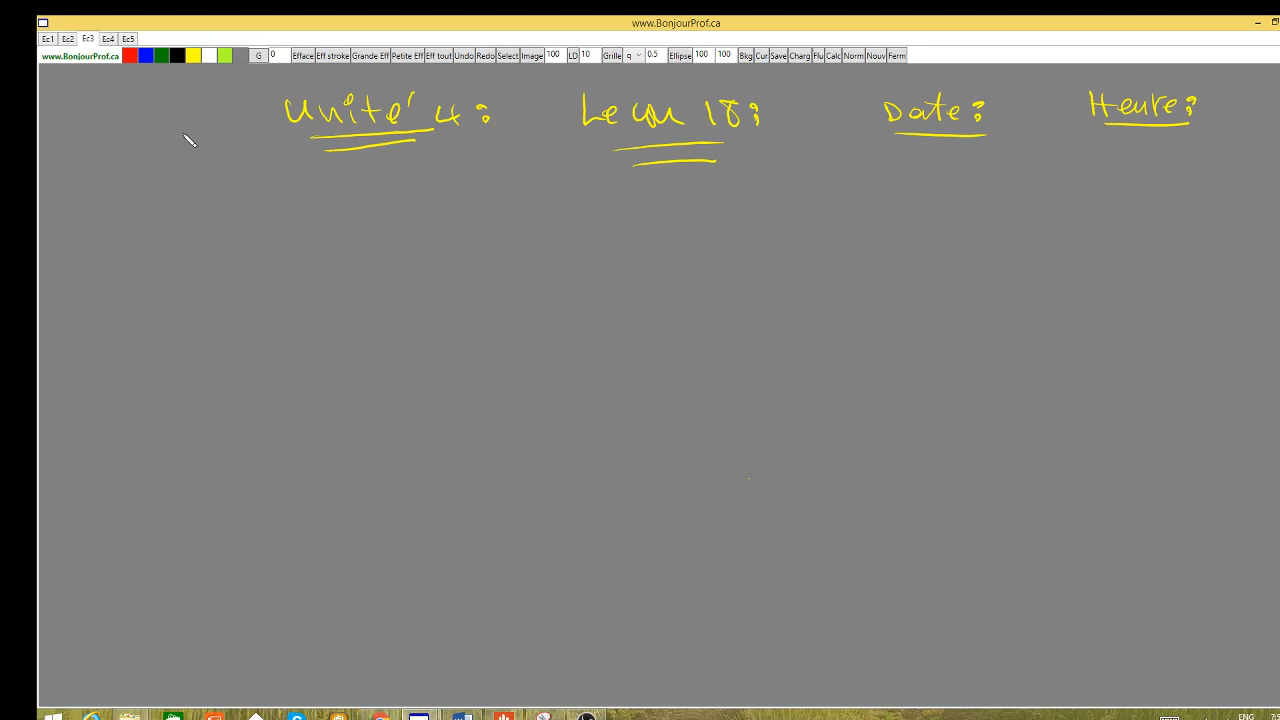 www.BonjourProf.ca
Ec1 Ec2 Ec3 Ec4 Ec5
www.BonjourProf.ca G 0 Efface Eff stroke Grande Eff Petite Eff Eff tout Undo Redo Select Image 100 LD 10 Grille q 0.5 Ellipse 100 100 Bkg Cur Save Charg Flu Calc Norm Nouv Ferm
Unité 4: Leçon 18: Date: Heure:
ENG